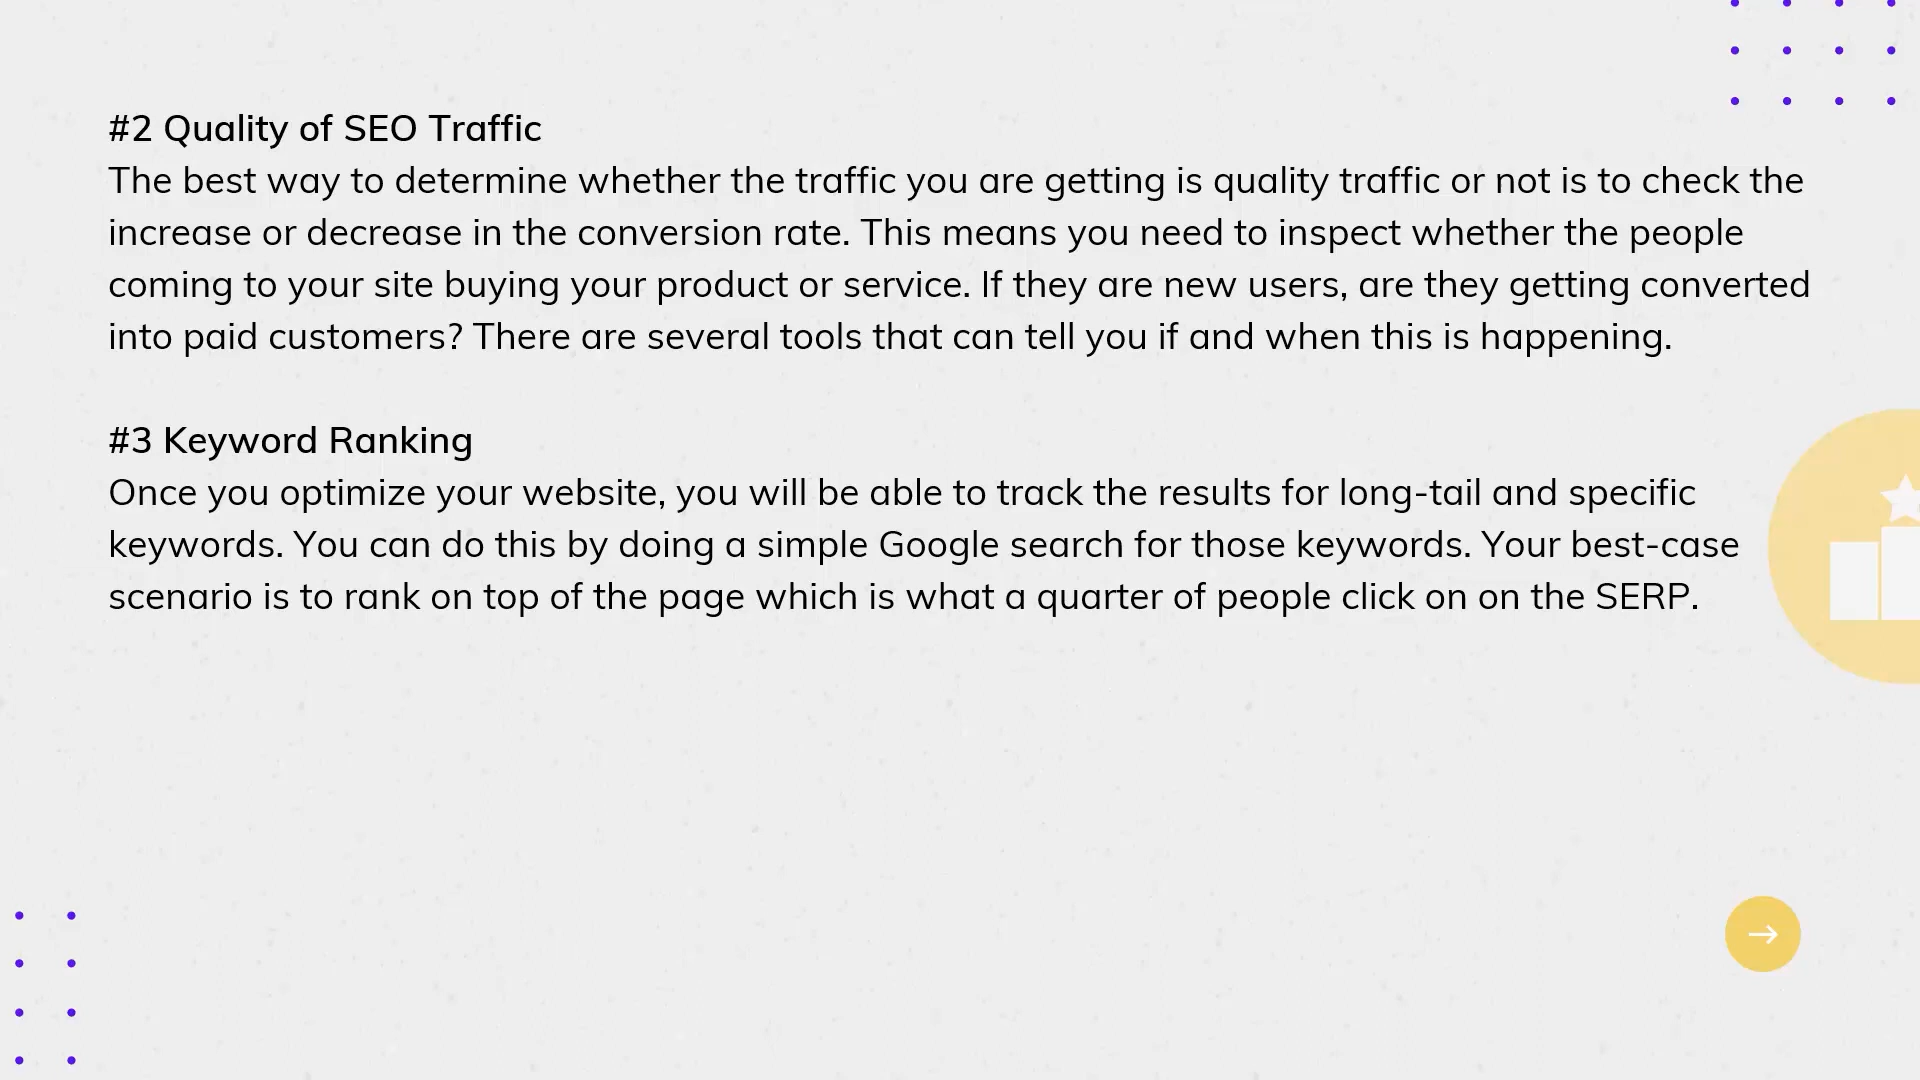 #2 Quality of SEO Traffic
The best way to determine whether the traffic you are getting is quality traffic or not is to check the
increase or decrease in the conversion rate. This means you need to inspect whether the people
coming to your site buying your product or service. If they are new users, are they getting converted
into paid customers? There are several tools that can tell you if and when this is happening.
#3 Keyword Ranking
Once you optimize your website, you will be able to track the results for long-tail and specific
keywords. You can do this by doing a simple Google search for those keywords. Your best-case
scenario is to rank on top of the page which is what a quarter of people click on on the SERP.